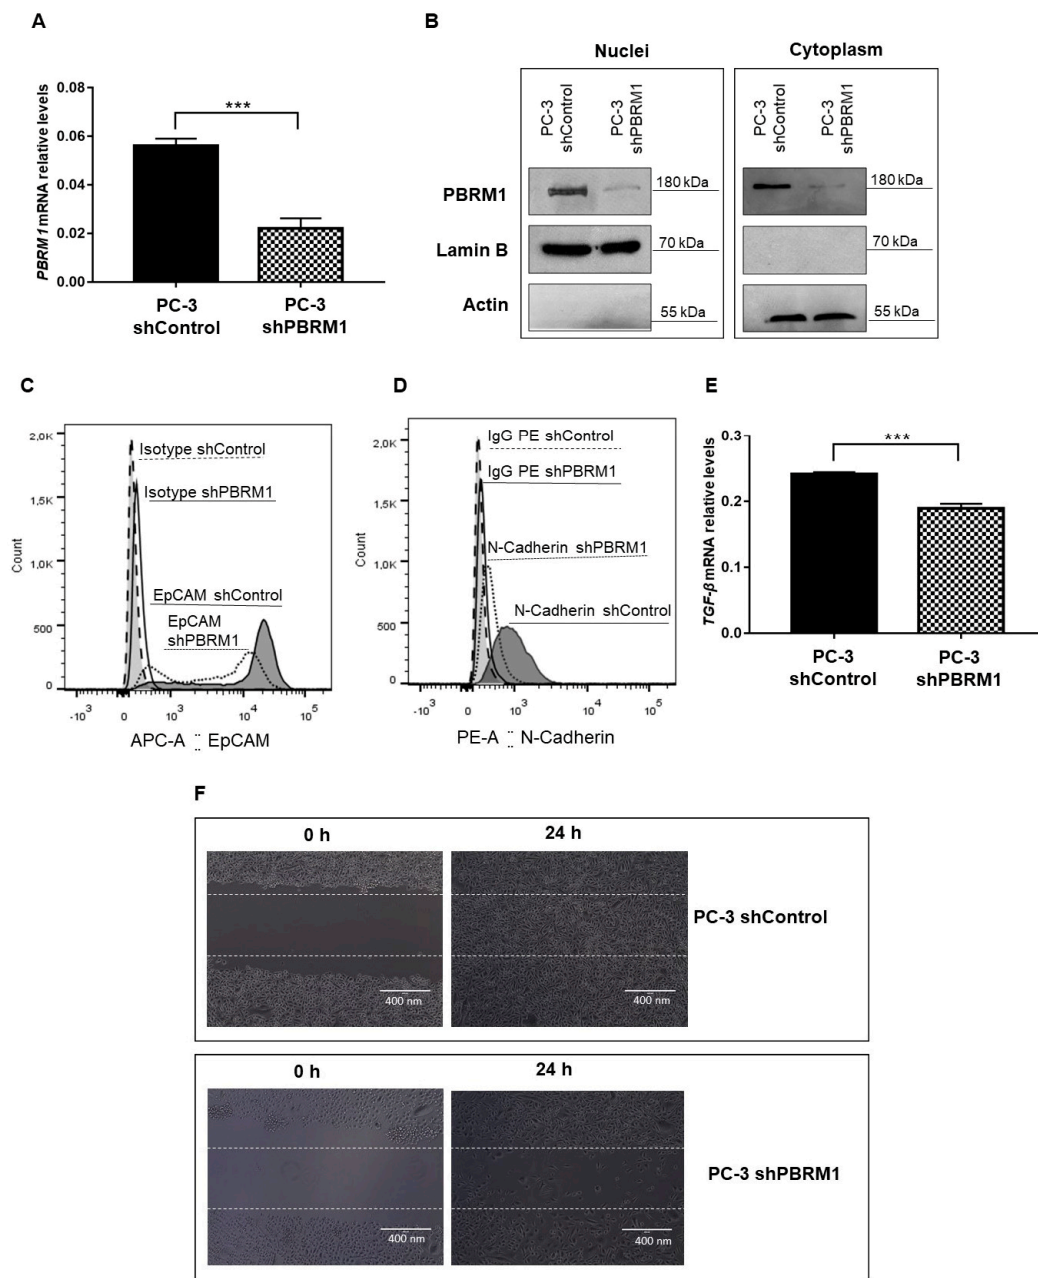 A
PBRM1 mRNA relative levels
0.08
0.06
0.04
0.02
0.00
***
PC-3
shControl
PC-3
shPBRM1
B
Nuclei
Cytoplasm
PC-3
shControl
PC-3
shPBRM1
PC-3
shControl
PC-3
shPBRM1
PBRM1
180 kDa
180 kDa
Lamin B
70 kDa
70 kDa
Actin
55 kDa
55 kDa
C
Count
2,0K
1,5K
1,0K
500
0
Isotype shControl
Isotype shPBRM1
EpCAM shControl
EpCAM
shPBRM1
-10³ 0 10³ 10⁴ 10⁵
APC-A :: EpCAM
D
Count
2,0K
1,5K
1,0K
500
0
IgG PE shControl
IgG PE shPBRM1
N-Cadherin shPBRM1
N-Cadherin shControl
-10³ 0 10³ 10⁴ 10⁵
PE-A :: N-Cadherin
E
TGF-β mRNA relative levels
0.3
0.2
0.1
0.0
***
PC-3
shControl
PC-3
shPBRM1
F
0 h
24 h
400 nm
400 nm
PC-3 shControl
0 h
24 h
400 nm
400 nm
PC-3 shPBRM1